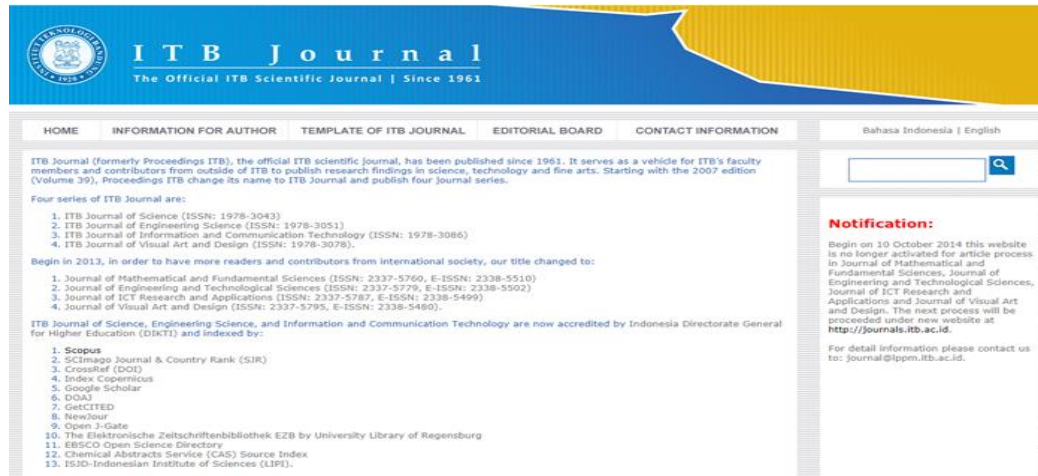 INSTITUT TEKNOLOGI BANDUNG
1920
ITB Journal
The Official ITB Scientific Journal | Since 1961
HOME INFORMATION FOR AUTHOR TEMPLATE OF ITB JOURNAL EDITORIAL BOARD CONTACT INFORMATION
Bahasa Indonesia | English
ITB Journal (formerly Proceedings ITB), the official ITB scientific journal, has been published since 1961. It serves as a vehicle for ITB's faculty
members and contributors from outside of ITB to publish research findings in science, technology and fine arts. Starting with the 2007 edition
(Volume 39), Proceedings ITB change its name to ITB Journal and publish four journal series.
Four series of ITB Journal are:
1. ITB Journal of Science (ISSN: 1978-3043)
2. ITB Journal of Engineering Science (ISSN: 1978-3051)
3. ITB Journal of Information and Communication Technology (ISSN: 1978-3086)
4. ITB Journal of Visual Art and Design (ISSN: 1978-3078).
Begin in 2013, in order to have more readers and contributors from international society, our title changed to:
1. Journal of Mathematical and Fundamental Sciences (ISSN: 2337-5760, E-ISSN: 2338-5510)
2. Journal of Engineering and Technological Sciences (ISSN: 2337-5779, E-ISSN: 2338-5502)
3. Journal of ICT Research and Applications (ISSN: 2337-5787, E-ISSN: 2338-5499)
4. Journal of Visual Art and Design (ISSN: 2337-5795, E-ISSN: 2338-5480).
ITB Journal of Science, Engineering Science, and Information and Communication Technology are now accredited by Indonesia Directorate General
for Higher Education (DIKTI) and indexed by:
1. Scopus
2. SCImago Journal & Country Rank (SJR)
3. CrossRef (DOI)
4. Index Copernicus
5. Google Scholar
6. DOAJ
7. GetCITED
8. NewJour
9. Open J-Gate
10. The Elektronische Zeitschriftenbibliothek EZB by University Library of Regensburg
11. EBSCO Open Science Directory
12. Chemical Abstracts Service (CAS) Source Index
13. ISJD-Indonesian Institute of Sciences (LIPI).
Notification:
Begin on 10 October 2014 this website
is no longer activated for article process
in Journal of Mathematical and
Fundamental Sciences, Journal of
Engineering and Technological Sciences,
Journal of ICT Research and
Applications and Journal of Visual Art
and Design. The next process will be
proceeded under new website at
http://journals.itb.ac.id.
For detail information please contact us
to: journal@lppm.itb.ac.id.